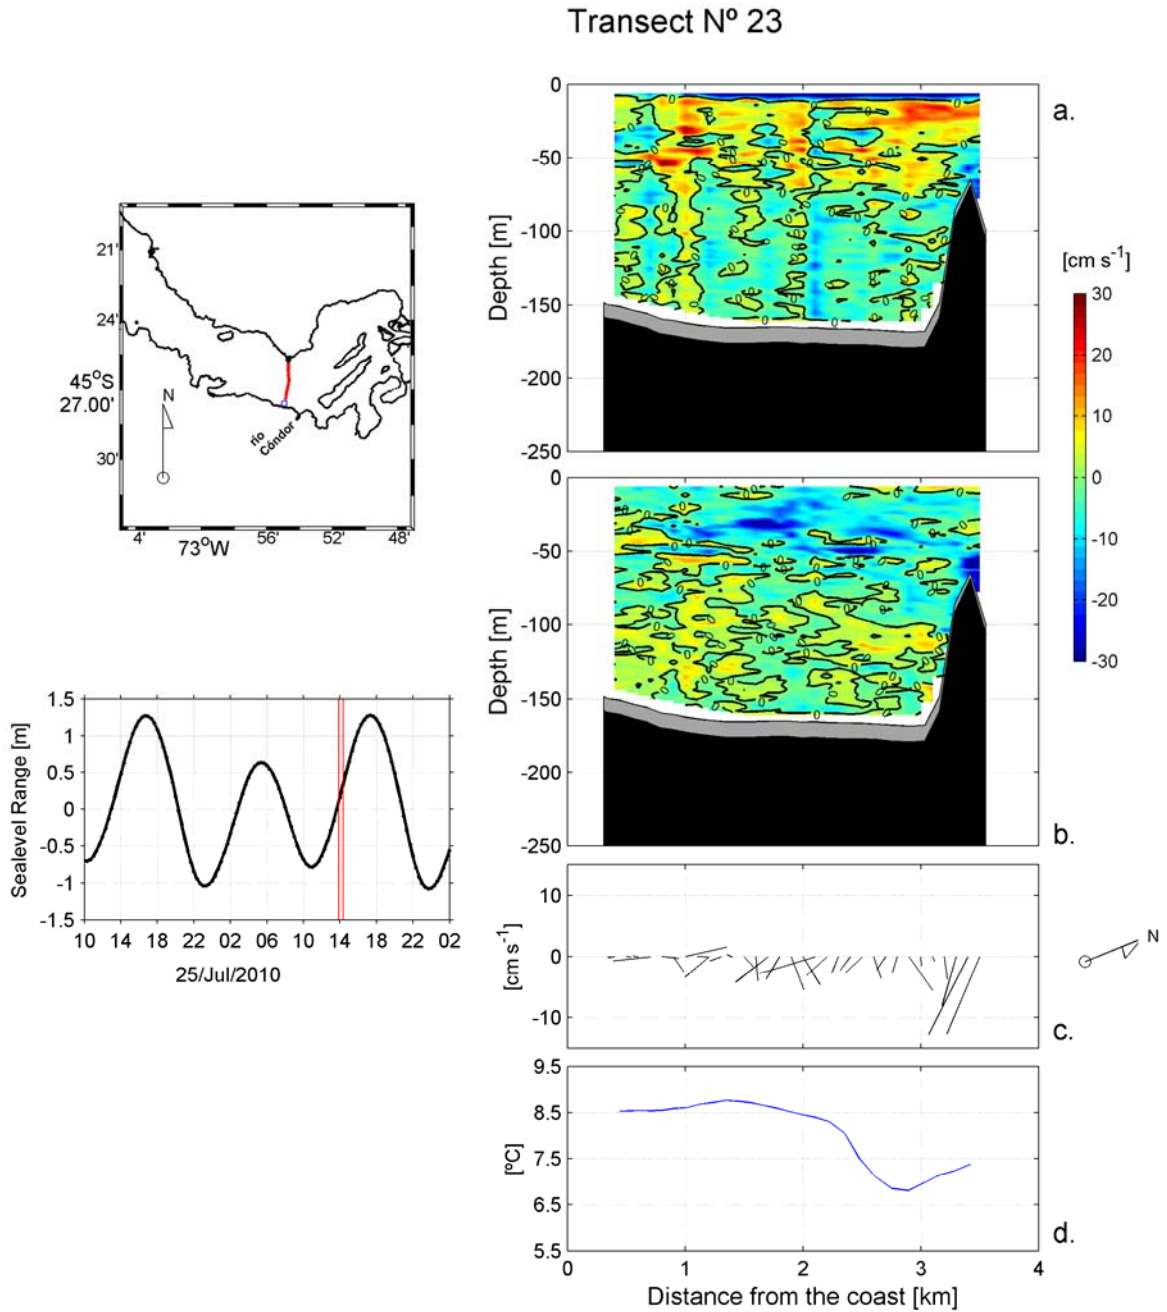 Transect Nº 23
a.
0
-50
-100
-150
-200
-250
Depth [m]
21'
24'
45ºS
27.00'
30'
N
río
Cóndor
4'
73ºW
56'
52'
48'
[cm s⁻¹]
30
20
10
0
-10
-20
-30
b.
0
-50
-100
-150
-200
-250
Depth [m]
1.5
1
0.5
0
-0.5
-1
-1.5
Sealevel Range [m]
10 14 18 22 02 06 10 14 18 22 02
25/Jul/2010
10
0
-10
[cm s⁻¹]
N
c.
9.5
8.5
7.5
6.5
5.5
[ºC]
d.
0 1 2 3 4
Distance from the coast [km]